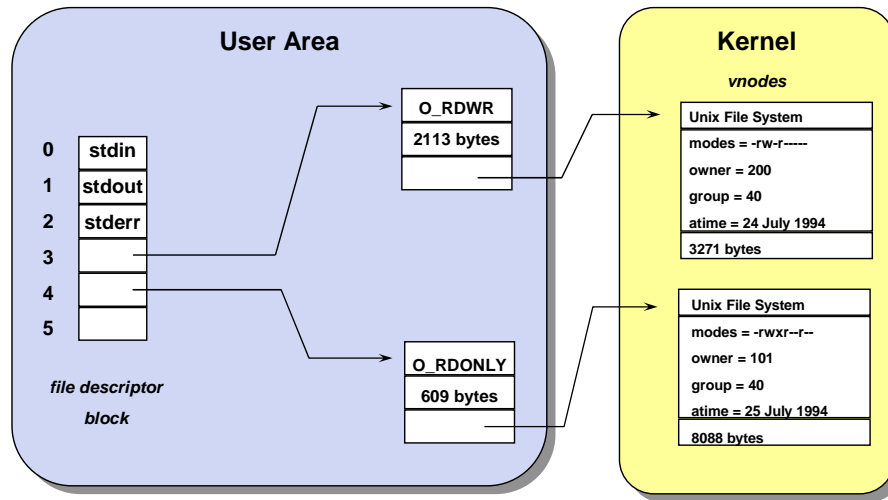 User Area
0 stdin
1 stdout
2 stderr
3
4
5
file descriptor
block
O_RDWR
2113 bytes
O_RDONLY
609 bytes
Kernel
vnodes
Unix File System
modes = -rw-r-----
owner = 200
group = 40
atime = 24 July 1994
3271 bytes
Unix File System
modes = -rwxr--r--
owner = 101
group = 40
atime = 25 July 1994
8088 bytes